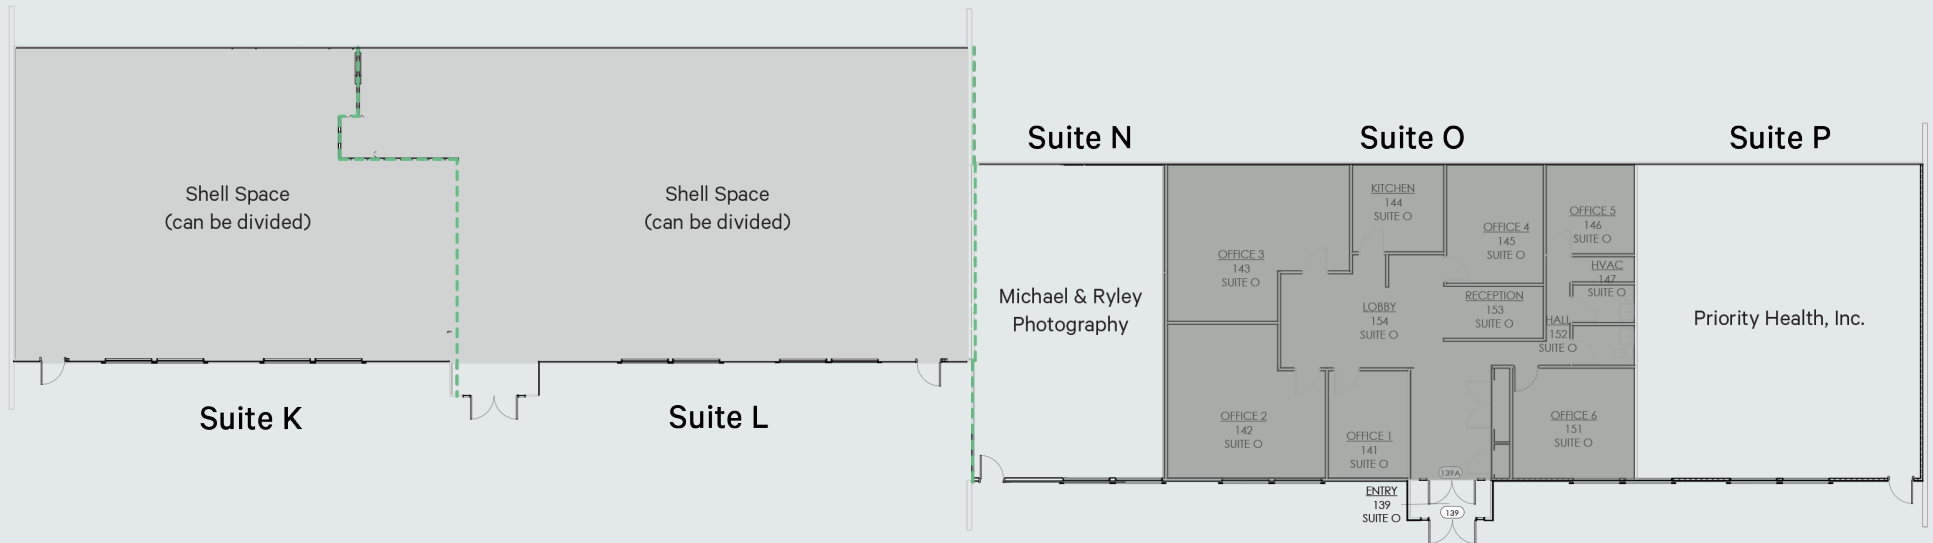 Suite N
Suite O
Suite P
Shell Space
(can be divided)
Shell Space
(can be divided)
Suite K
Suite L
Michael & Ryley
Photography
OFFICE 3
143
SUITE O
KITCHEN
144
SUITE O
OFFICE 4
145
SUITE O
OFFICE 5
146
SUITE O
HVAC
147
SUITE O
LOBBY
154
SUITE O
RECEPTION
153
SUITE O
HALL
152
SUITE O
OFFICE 2
142
SUITE O
OFFICE 1
141
SUITE O
OFFICE 6
151
SUITE O
139A
ENTRY
139
SUITE O
139
Priority Health, Inc.